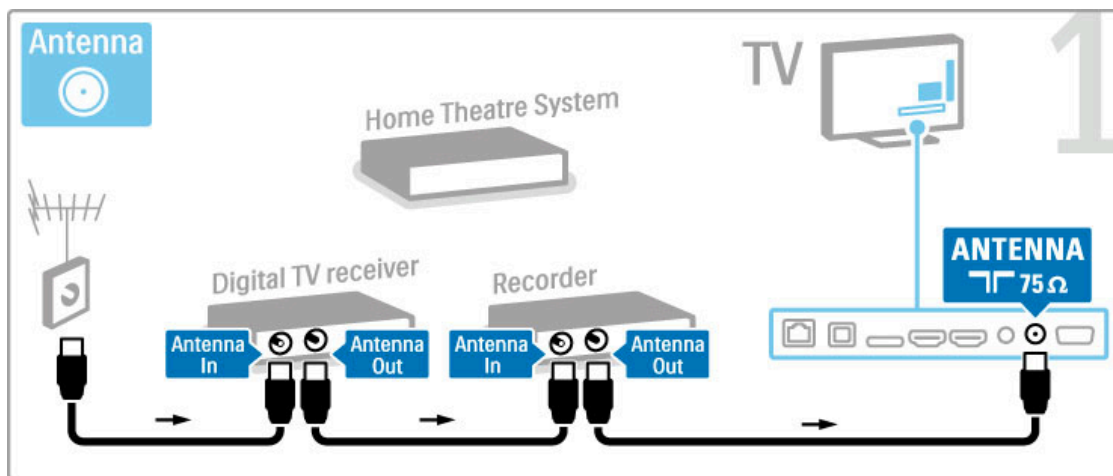 Antenna
TV
1
Home Theatre System
ANTENNA
75 Ω
Digital TV receiver
Recorder
Antenna
In
Antenna
Out
Antenna
In
Antenna
Out